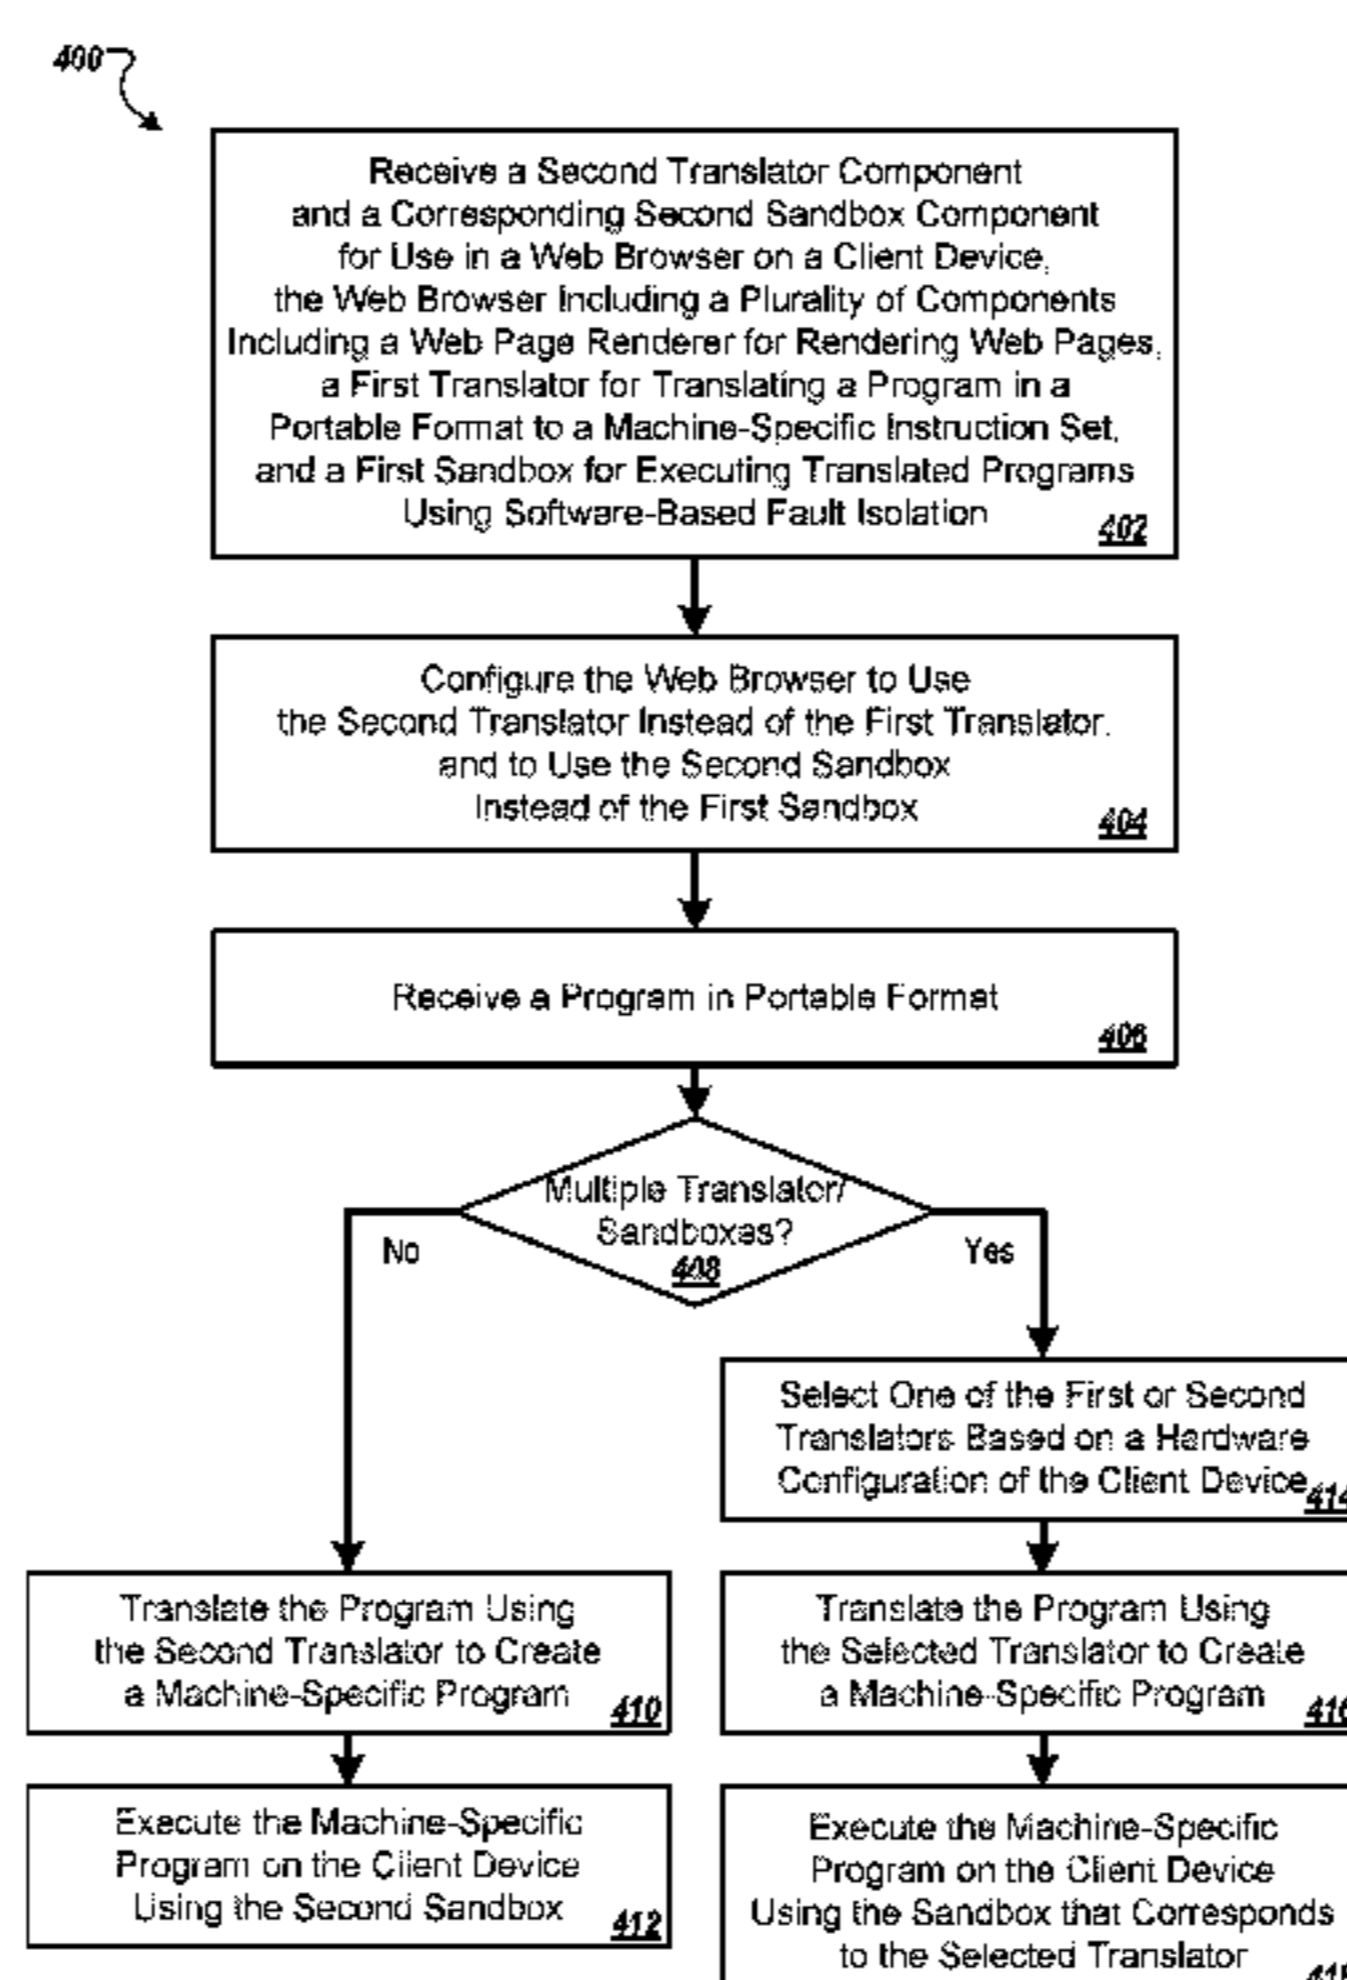 400
Receive a Second Translator Component
and a Corresponding Second Sandbox Component
for Use in a Web Browser on a Client Device,
the Web Browser Including a Plurality of Components
Including a Web Page Renderer for Rendering Web Pages,
a First Translator for Translating a Program in a
Portable Format to a Machine-Specific Instruction Set,
and a First Sandbox for Executing Translated Programs
Using Software-Based Fault Isolation
402
Configure the Web Browser to Use
the Second Translator Instead of the First Translator,
and to Use the Second Sandbox
Instead of the First Sandbox
404
Receive a Program in Portable Format
406
Multiple Translator/
Sandboxes?
408
No
Yes
Select One of the First or Second
Translators Based on a Hardware
Configuration of the Client Device
414
Translate the Program Using
the Second Translator to Create
a Machine-Specific Program
410
Translate the Program Using
the Selected Translator to Create
a Machine-Specific Program
416
Execute the Machine-Specific
Program on the Client Device
Using the Second Sandbox
412
Execute the Machine-Specific
Program on the Client Device
Using the Sandbox that Corresponds
to the Selected Translator